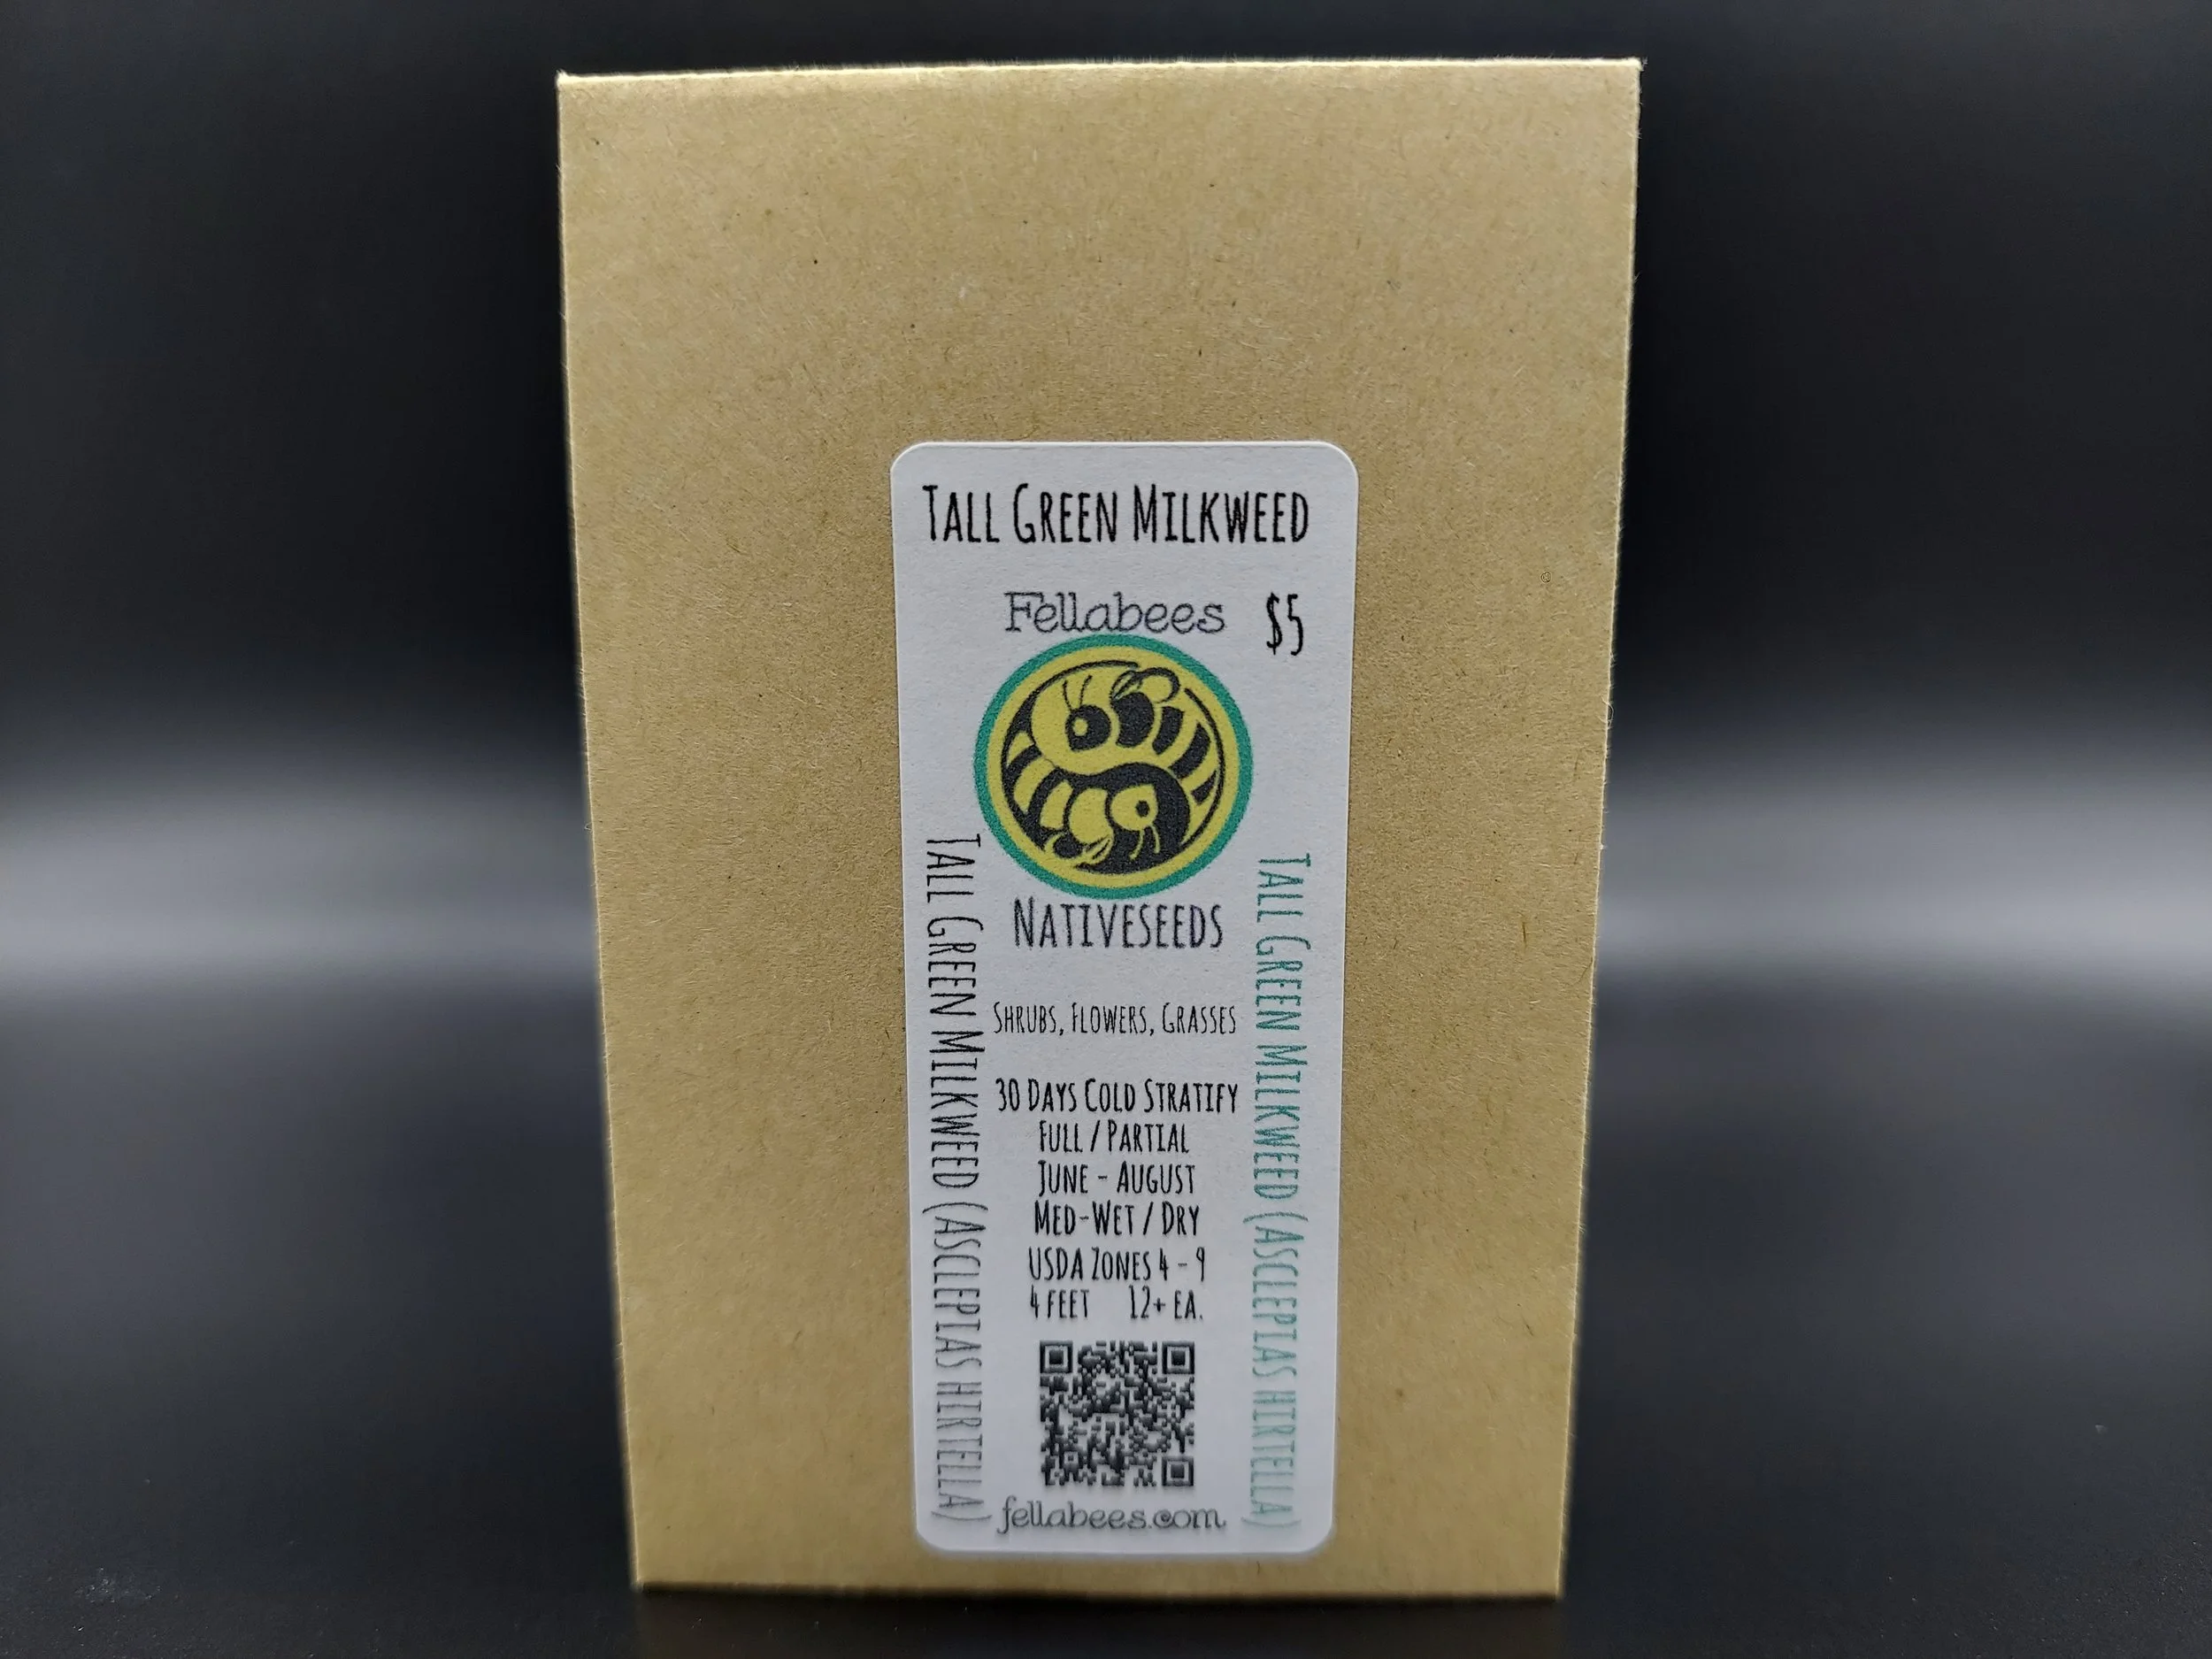 Tall Green Milkweed
Fellabees
$5
Nativeseeds
Shrubs, Flowers, Grasses
30 Days Cold Stratify
Full / Partial
June - August
Med-Wet / Dry
USDA Zones 4 - 9
4 feet 12+ ea.
fellabees.com
Tall Green Milkweed (Asclepias hirtella)
Tall Green Milkweed (Asclepias hirtella)